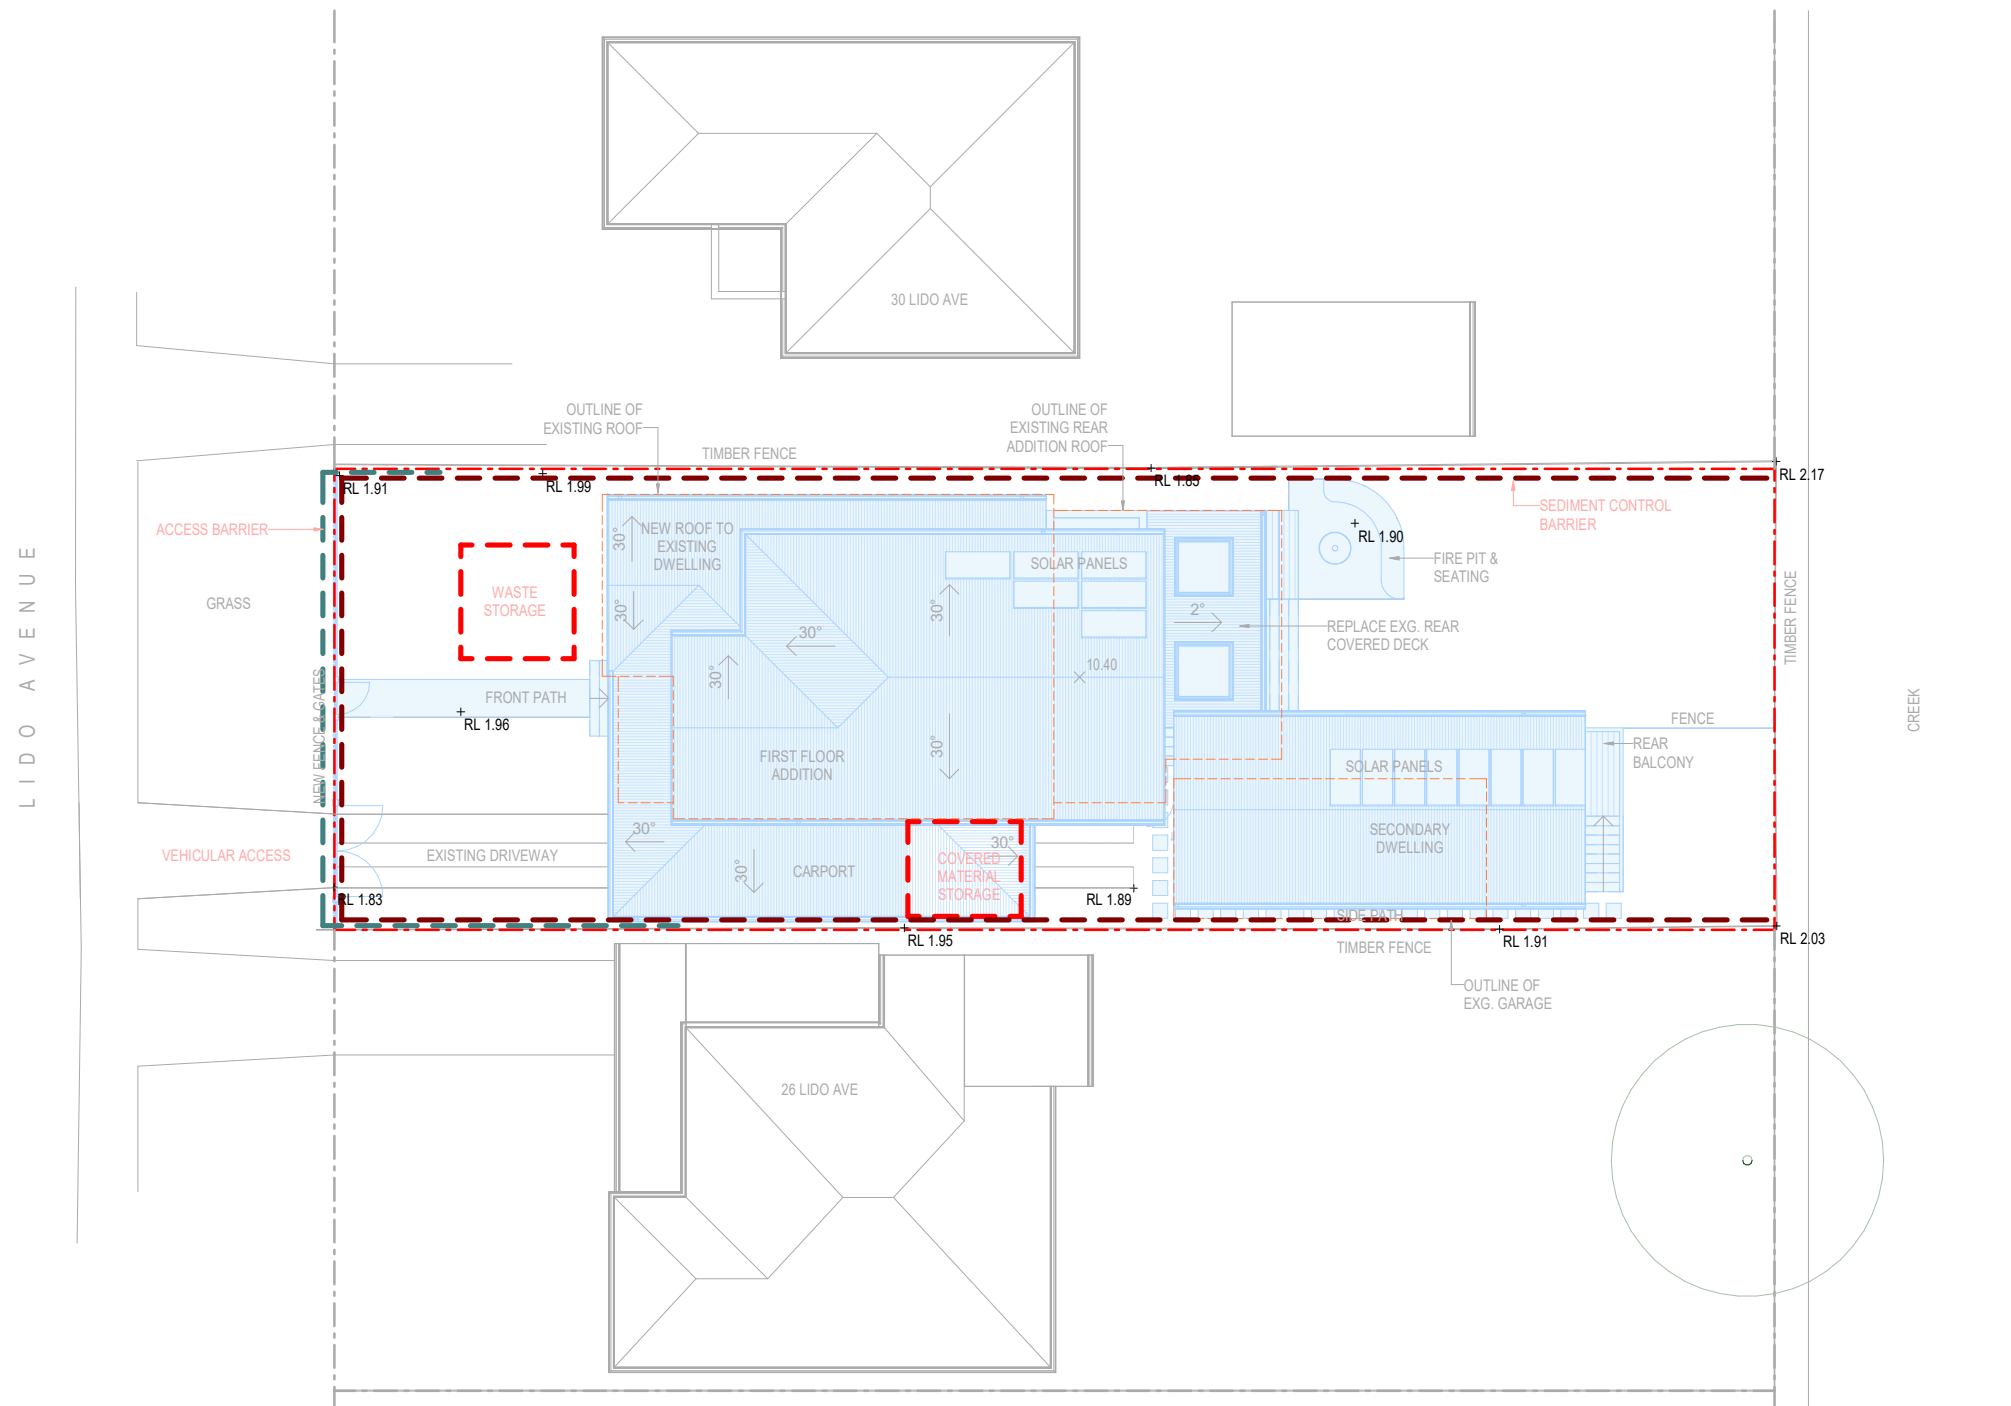 30 LIDO AVE
OUTLINE OF
EXISTING ROOF
OUTLINE OF
EXISTING REAR
ADDITION ROOF
TIMBER FENCE
RL 1.91
RL 1.99
RL 1.85
RL 2.17
ACCESS BARRIER
SEDIMENT CONTROL
BARRIER
30°
NEW ROOF TO
EXISTING
DWELLING
SOLAR PANELS
RL 1.90
FIRE PIT &
SEATING
GRASS
WASTE
STORAGE
30°
30°
30°
2°
REPLACE EXG. REAR
COVERED DECK
TIMBER FENCE
LIDO AVENUE
NEW FENCE & GATES
FRONT PATH
30°
10.40
RL 1.96
FENCE
CREEK
FIRST FLOOR
ADDITION
30°
REAR
BALCONY
SOLAR PANELS
VEHICULAR ACCESS
EXISTING DRIVEWAY
30°
30°
CARPORT
30°
COVERED
MATERIAL
STORAGE
SECONDARY
DWELLING
RL 1.83
RL 1.89
SIDE PATH
RL 1.95
TIMBER FENCE
RL 1.91
RL 2.03
OUTLINE OF
EXG. GARAGE
26 LIDO AVE